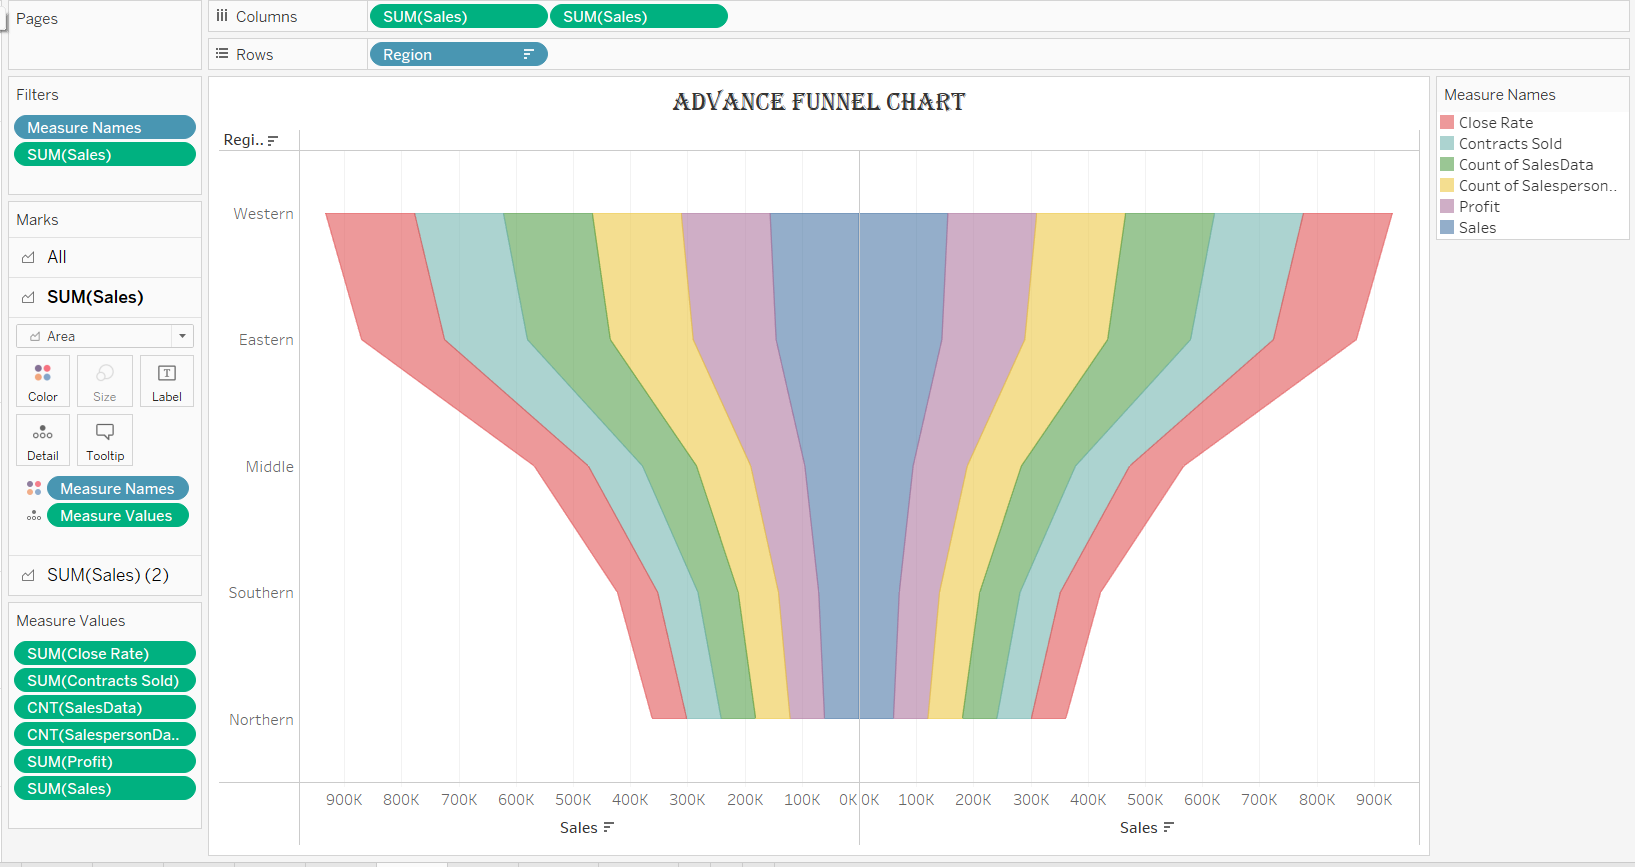 Pages
Columns SUM(Sales) SUM(Sales)
Rows Region
Filters
Measure Names
SUM(Sales)
Marks
All
SUM(Sales)
Area
Color Size Label
Detail Tooltip
Measure Names
Measure Values
SUM(Sales) (2)
Measure Values
SUM(Close Rate)
SUM(Contracts Sold)
CNT(SalesData)
CNT(SalespersonDa..
SUM(Profit)
SUM(Sales)
ADVANCE FUNNEL CHART
Regi..
Western
Eastern
Middle
Southern
Northern
900K 800K 700K 600K 500K 400K 300K 200K 100K 0K 0K 100K 200K 300K 400K 500K 600K 700K 800K 900K
Sales Sales
Measure Names
Close Rate
Contracts Sold
Count of SalesData
Count of Salesperson..
Profit
Sales